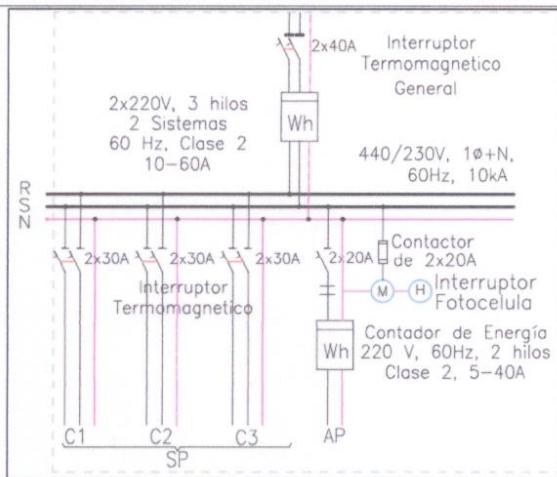 2x40A
Interruptor
Termomagnetico
General
2x220V, 3 hilos
2 Sistemas
60 Hz, Clase 2
10-60A
Wh
440/230V, 1ø+N,
60Hz, 10kA
R
S
N
2x30A
2x30A
2x30A
2x20A
Interruptor
Termomagnetico
Contactor
de 2x20A
M
H
Interruptor
Fotocelula
Wh
Contador de Energía
220 V, 60Hz, 2 hilos
Clase 2, 5-40A
C1
C2
C3
AP
SP